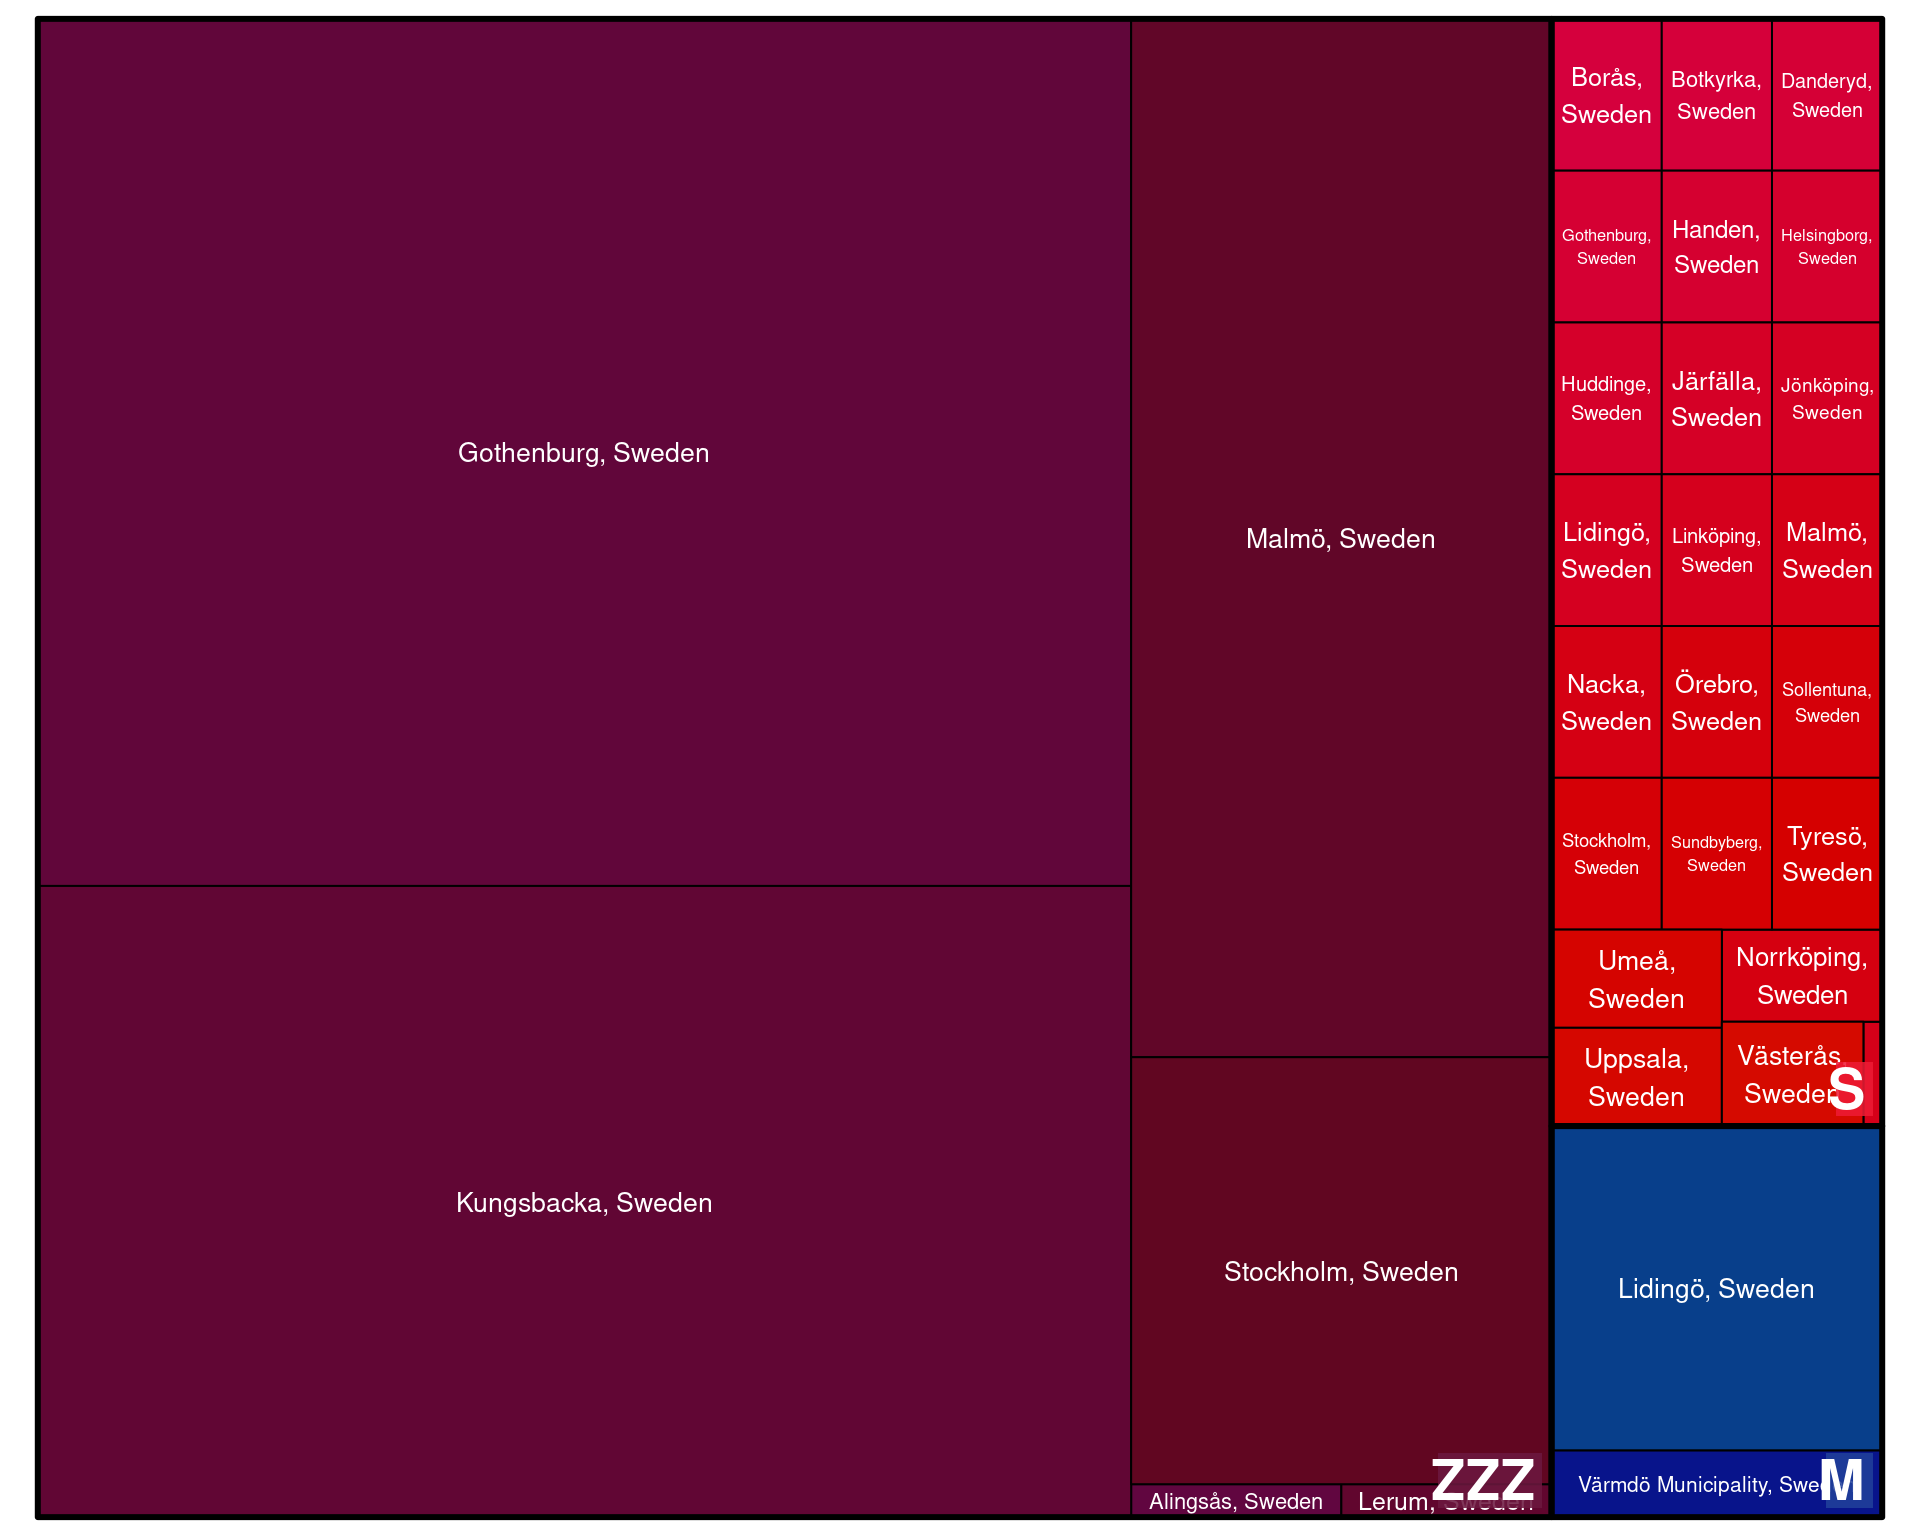 Gothenburg, Sweden
Kungsbacka, Sweden
Malmö, Sweden
Stockholm, Sweden
Alingsås, Sweden
Lerum, Sweden
ZZZ
Borås,
Sweden
Botkyrka,
Sweden
Danderyd,
Sweden
Gothenburg,
Sweden
Handen,
Sweden
Helsingborg,
Sweden
Huddinge,
Sweden
Järfälla,
Sweden
Jönköping,
Sweden
Lidingö,
Sweden
Linköping,
Sweden
Malmö,
Sweden
Nacka,
Sweden
Örebro,
Sweden
Sollentuna,
Sweden
Stockholm,
Sweden
Sundbyberg,
Sweden
Tyresö,
Sweden
Umeå,
Sweden
Norrköping,
Sweden
Uppsala,
Sweden
Västerås,
Sweden
S
Lidingö, Sweden
Värmdö Municipality, Swed
M